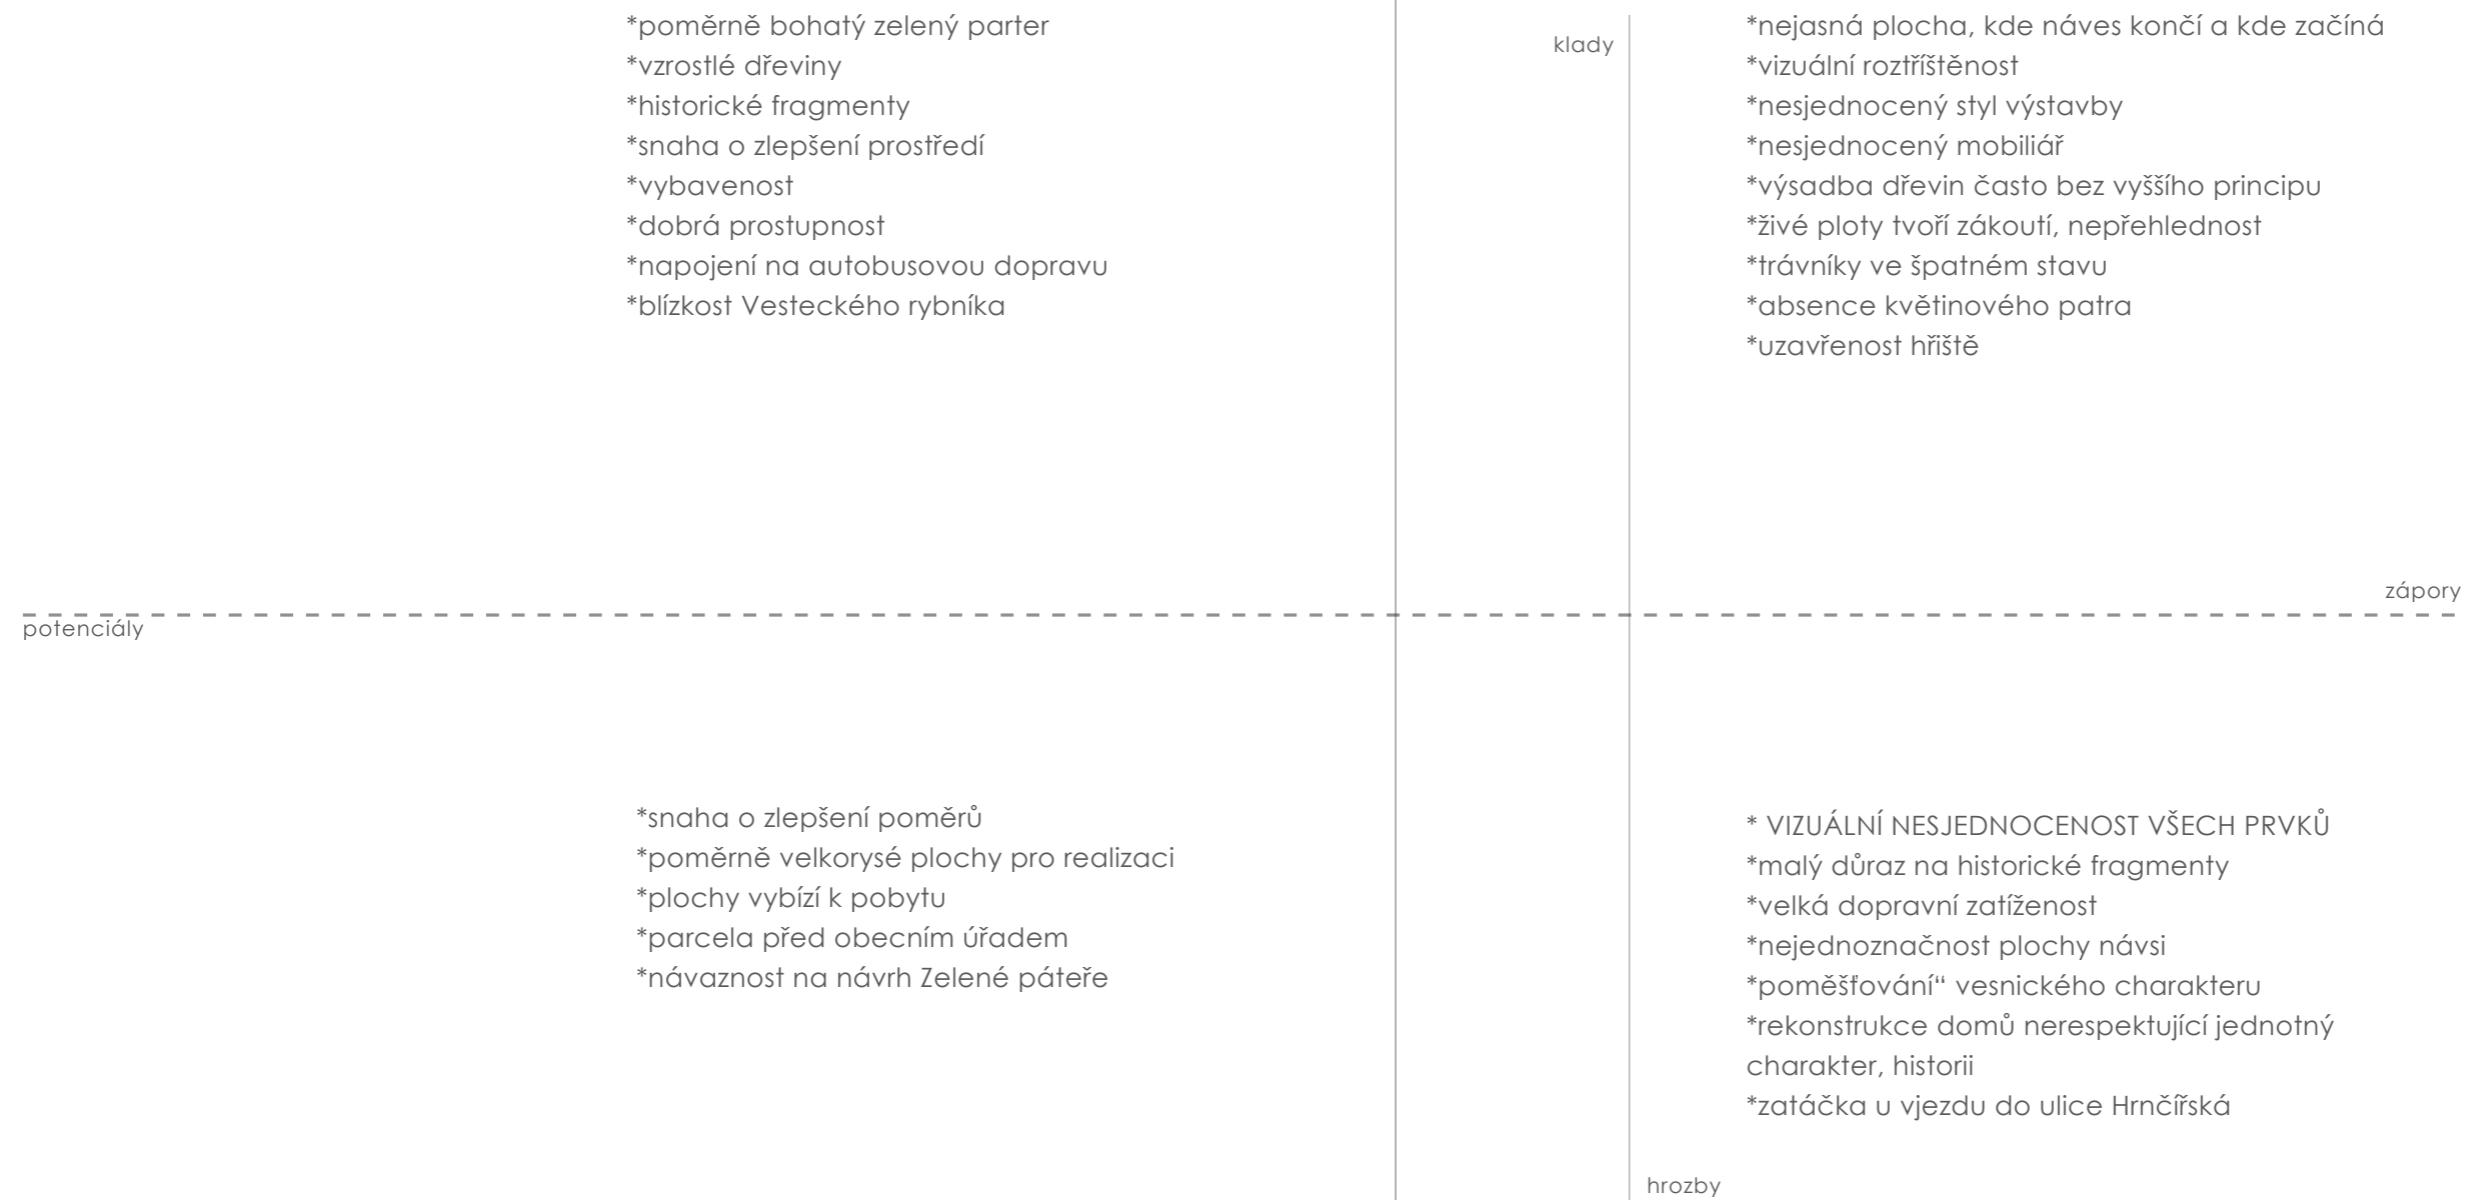 klady
*poměrně bohatý zelený parter
*vzrostlé dřeviny
*historické fragmenty
*snaha o zlepšení prostředí
*vybavenost
*dobrá prostupnost
*napojení na autobusovou dopravu
*blízkost Vesteckého rybníka
*nejasná plocha, kde náves končí a kde začíná
*vizuální roztříštěnost
*nesjednocený styl výstavby
*nesjednocený mobiliář
*výsadba dřevin často bez vyššího principu
*živé ploty tvoří zákoutí, nepřehlednost
*trávníky ve špatném stavu
*absence květinového patra
*uzavřenost hřiště
zápory
potenciály
*snaha o zlepšení poměrů
*poměrně velkorysé plochy pro realizaci
*plochy vybízí k pobytu
*parcela před obecním úřadem
*návaznost na návrh Zelené páteře
* VIZUÁLNÍ NESJEDNOCENOST VŠECH PRVKŮ
*malý důraz na historické fragmenty
*velká dopravní zatíženost
*nejednoznačnost plochy návsi
*poměšťování“ vesnického charakteru
*rekonstrukce domů nerespektující jednotný
charakter, historii
*zatáčka u vjezdu do ulice Hrnčířská
hrozby